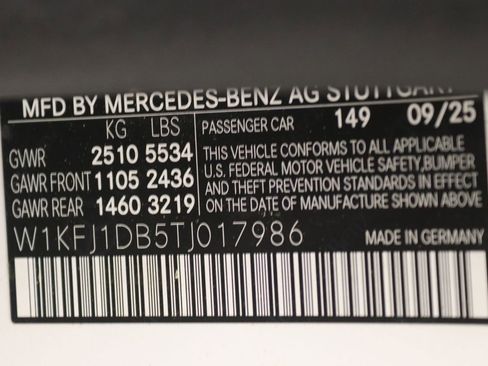 MFD BY MERCEDES-BENZ AG STUTTGART
KG LBS
GVWR 2510 5534
GAWR FRONT 1105 2436
GAWR REAR 1460 3219
PASSENGER CAR 149 09/25
THIS VEHICLE CONFORMS TO ALL APPLICABLE
U.S. FEDERAL MOTOR VEHICLE SAFETY,BUMPER
AND THEFT PREVENTION STANDARDS IN EFFECT
ON THE DATE OF MANUFACTURE SHOWN ABOVE
W1KFJ1DB5TJ017986 MADE IN GERMANY